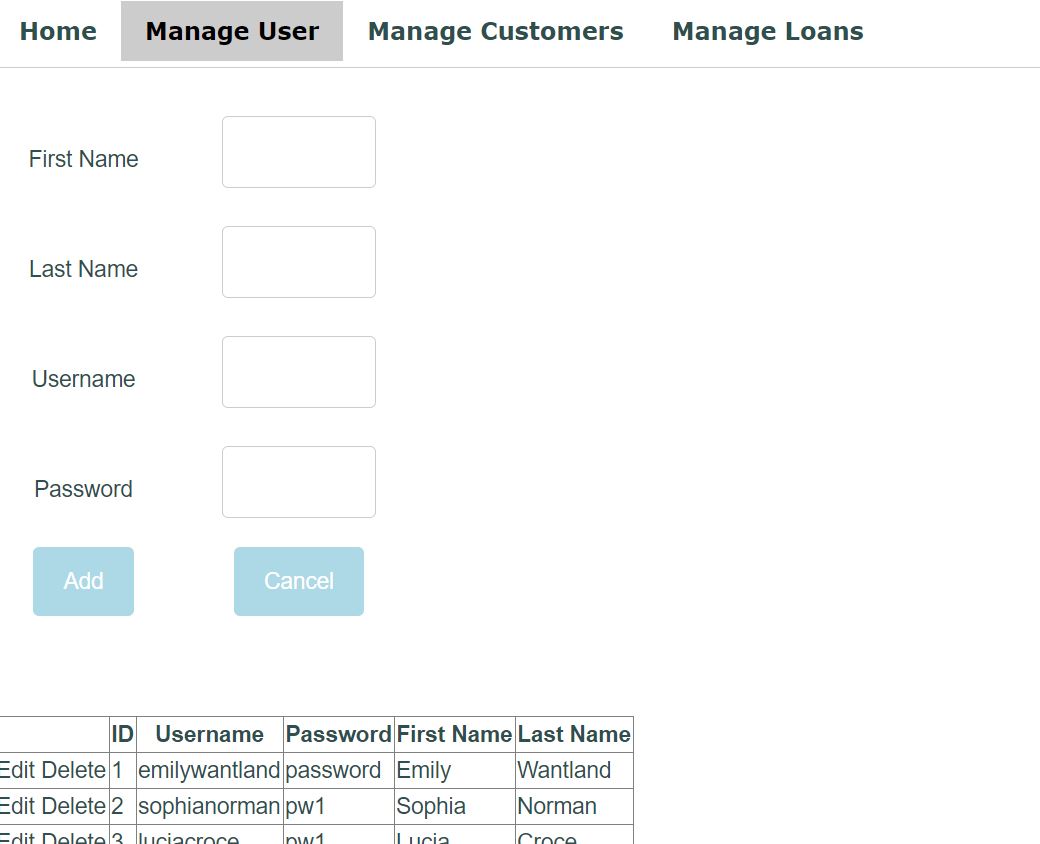 Home Manage User Manage Customers Manage Loans
First Name
Last Name
Username
Password
Add Cancel
ID Username Password First Name Last Name
Edit Delete 1 emilywantland password Emily Wantland
Edit Delete 2 sophianorman pw1 Sophia Norman
Edit Delete 3 luciacroce pw1 Lucia Croce